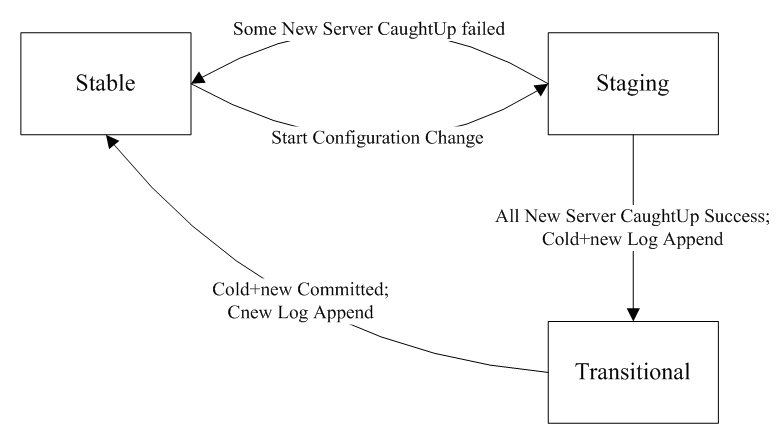 Some New Server CaughtUp failed
Stable
Staging
Start Configuration Change
All New Server CaughtUp Success;
Cold+new Log Append
Cold+new Committed;
Cnew Log Append
Transitional